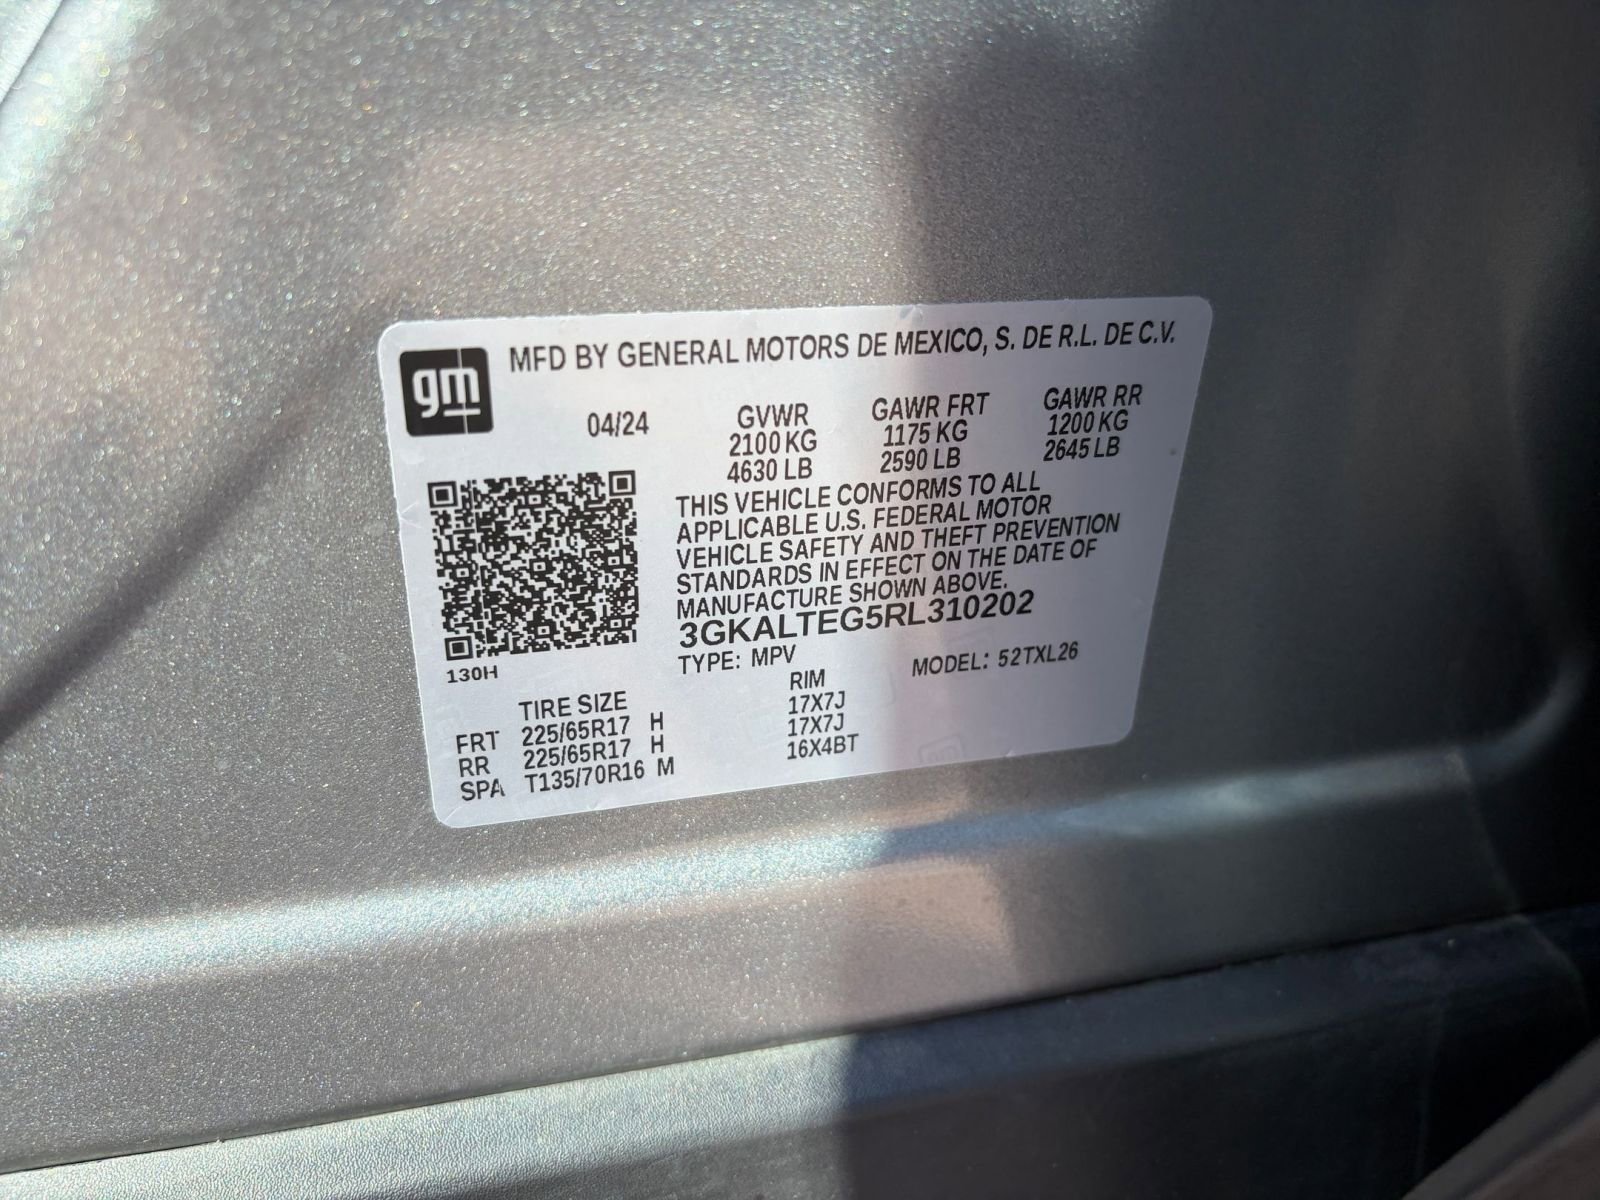 gm
MFD BY GENERAL MOTORS DE MEXICO, S. DE R.L. DE C.V.
04/24 GVWR GAWR FRT GAWR RR
2100 KG 1175 KG 1200 KG
4630 LB 2590 LB 2645 LB
THIS VEHICLE CONFORMS TO ALL
APPLICABLE U.S. FEDERAL MOTOR
VEHICLE SAFETY AND THEFT PREVENTION
STANDARDS IN EFFECT ON THE DATE OF
MANUFACTURE SHOWN ABOVE.
3GKALTEG5RL310202
130H
TYPE: MPV MODEL: 52TXL26
TIRE SIZE RIM
FRT 225/65R17 H 17X7J
RR 225/65R17 H 17X7J
SPA T135/70R16 M 16X4BT